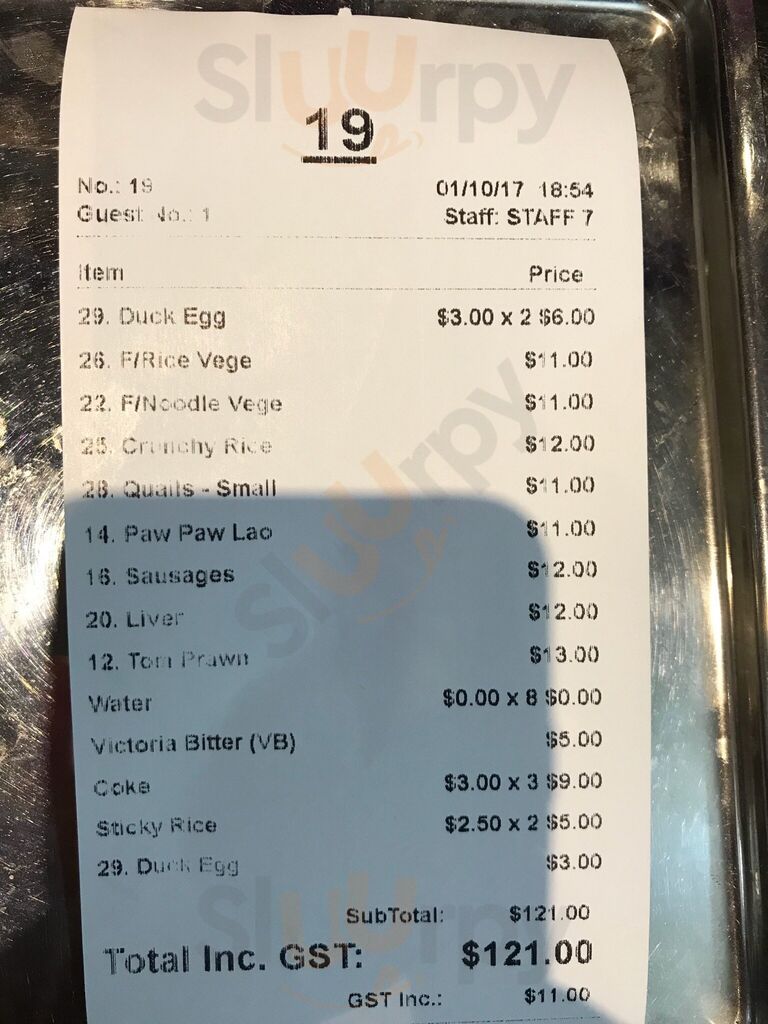 19
No.: 19 01/10/17 18:54
Guest No.: 1 Staff: STAFF 7
Item Price
29. Duck Egg $3.00 x 2 $6.00
26. F/Rice Vege $11.00
22. F/Noodle Vege $11.00
25. Crunchy Rice $12.00
28. Quails - Small $11.00
14. Paw Paw Lao $11.00
16. Sausages $12.00
20. Liver $12.00
12. Tom Prawn $13.00
Water $0.00 x 8 $0.00
Victoria Bitter (VB) $5.00
Coke $3.00 x 3 $9.00
Sticky Rice $2.50 x 2 $5.00
29. Duck Egg $3.00
SubTotal: $121.00
Total Inc. GST: $121.00
GST Inc.: $11.00
Sluurpy
Sluurpy
Sluurpy